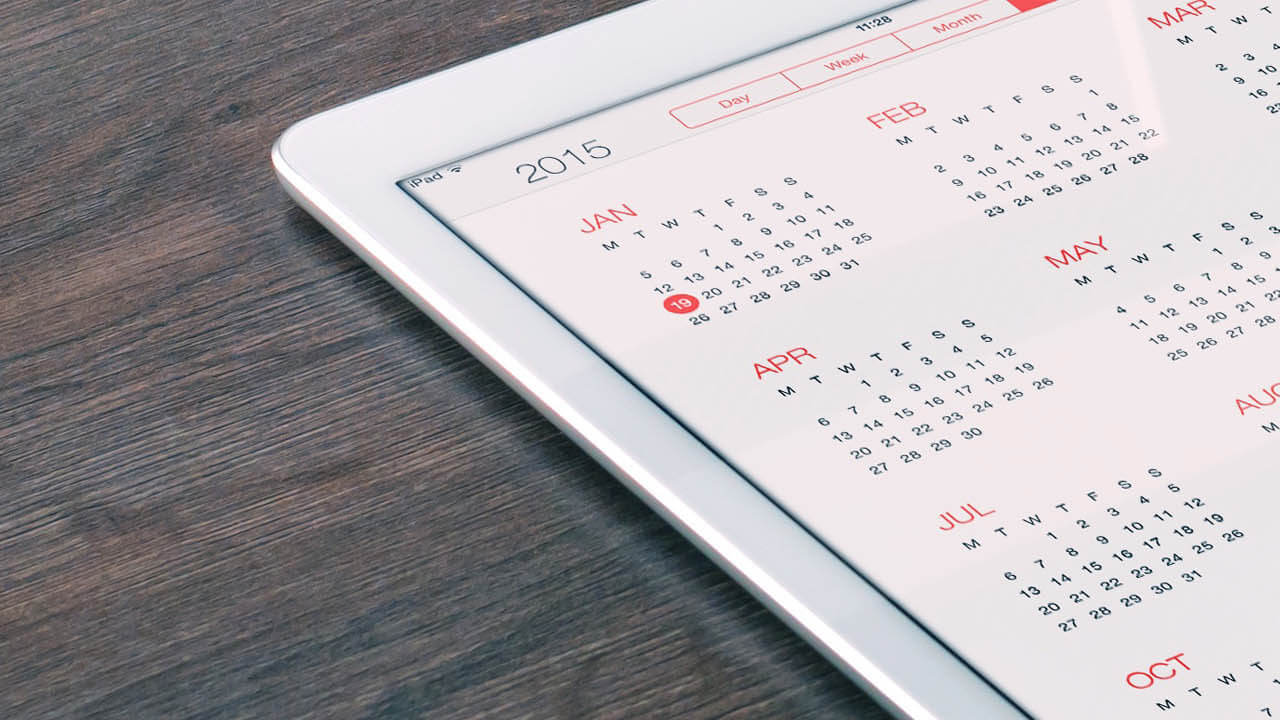 11:28
Day Week Month
iPad
2015
JAN
M T W T F S S
1 2 3 4
5 6 7 8 9 10 11
12 13 14 15 16 17 18
19 20 21 22 23 24 25
26 27 28 29 30 31
FEB
M T W T F S S
1
2 3 4 5 6 7 8
9 10 11 12 13 14 15
16 17 18 19 20 21 22
23 24 25 26 27 28
MAR
M T W T
2 3
9 10
16
APR
M T W T F S S
1 2 3 4 5
6 7 8 9 10 11 12
13 14 15 16 17 18 19
20 21 22 23 24 25 26
27 28 29 30
MAY
M T W T F S S
1 2 3
4 5 6 7 8 9
11 12 13 14 15
18 19 20 21 22
25 26 27 28
JUL
M T W T F S S
1 2 3 4 5
6 7 8 9 10 11 12
13 14 15 16 17 18 19
20 21 22 23 24 25 26
27 28 29 30 31
AUG
M
OCT
M T W T
7